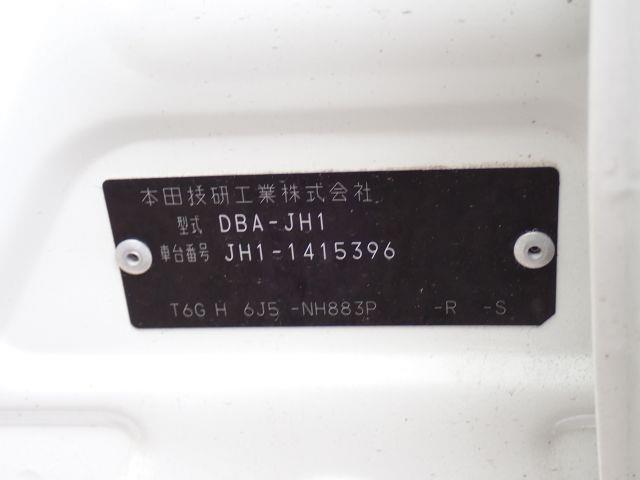 本田技研工業株式会社
型式 DBA-JH1
車台番号 JH1-1415396
T6G H 6J5 -NH883P -R -S